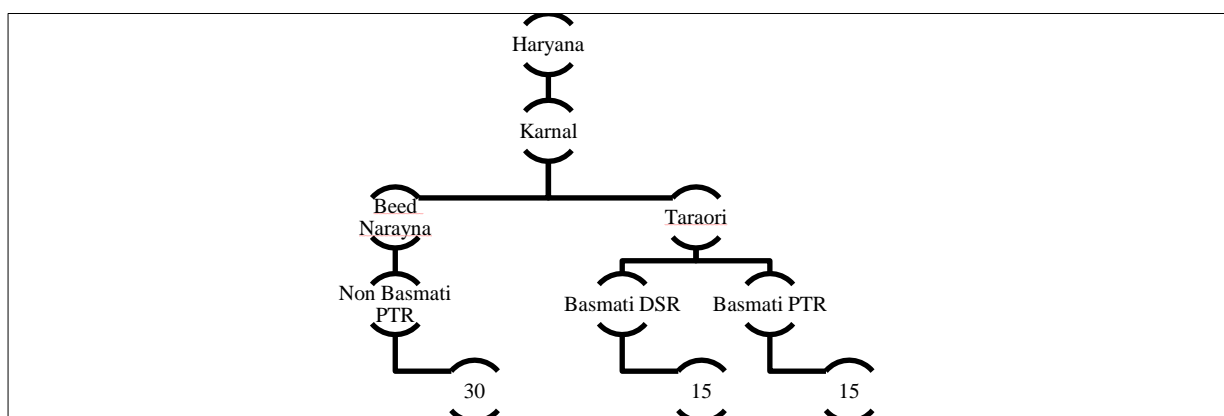 Haryana
Karnal
Beed
Narayna
Taraori
Non Basmati
PTR
Basmati DSR
Basmati PTR
30
15
15